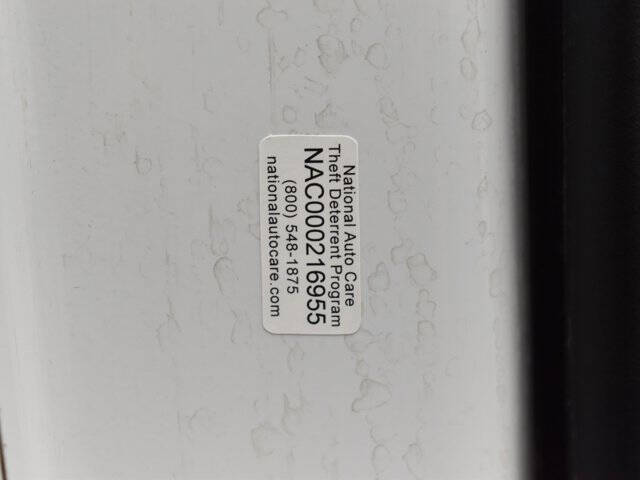 National Auto Care
Theft Deterrent Program
NAC000216955
(800) 548-1875
nationalautocare.com